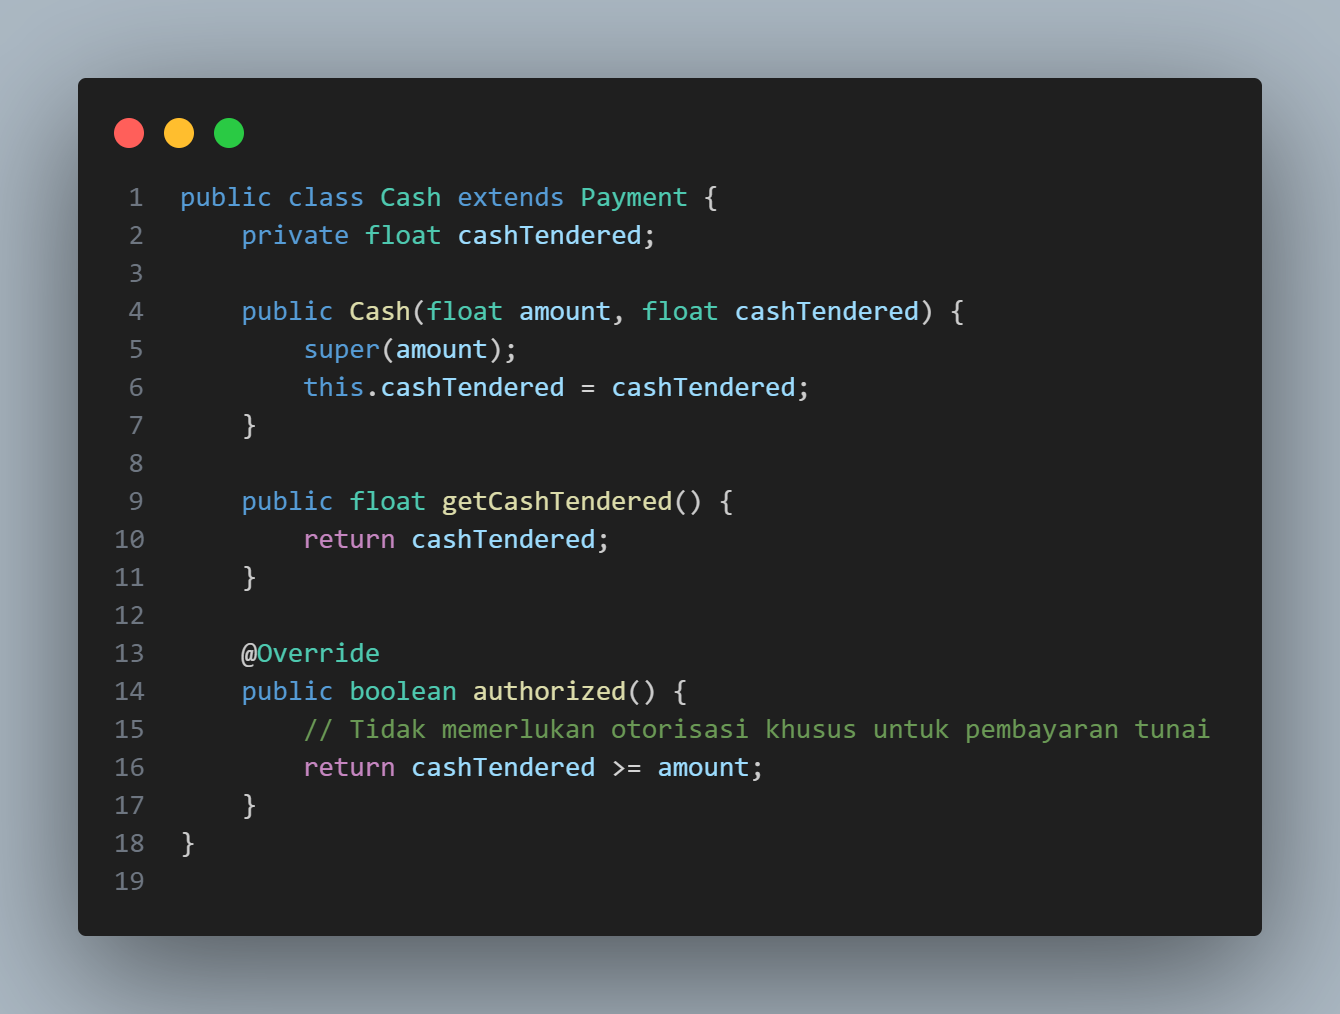 1 public class Cash extends Payment {
2     private float cashTendered;
3
4     public Cash(float amount, float cashTendered) {
5         super(amount);
6         this.cashTendered = cashTendered;
7     }
8
9     public float getCashTendered() {
10         return cashTendered;
11     }
12
13     @Override
14     public boolean authorized() {
15         // Tidak memerlukan otorisasi khusus untuk pembayaran tunai
16         return cashTendered >= amount;
17     }
18 }
19